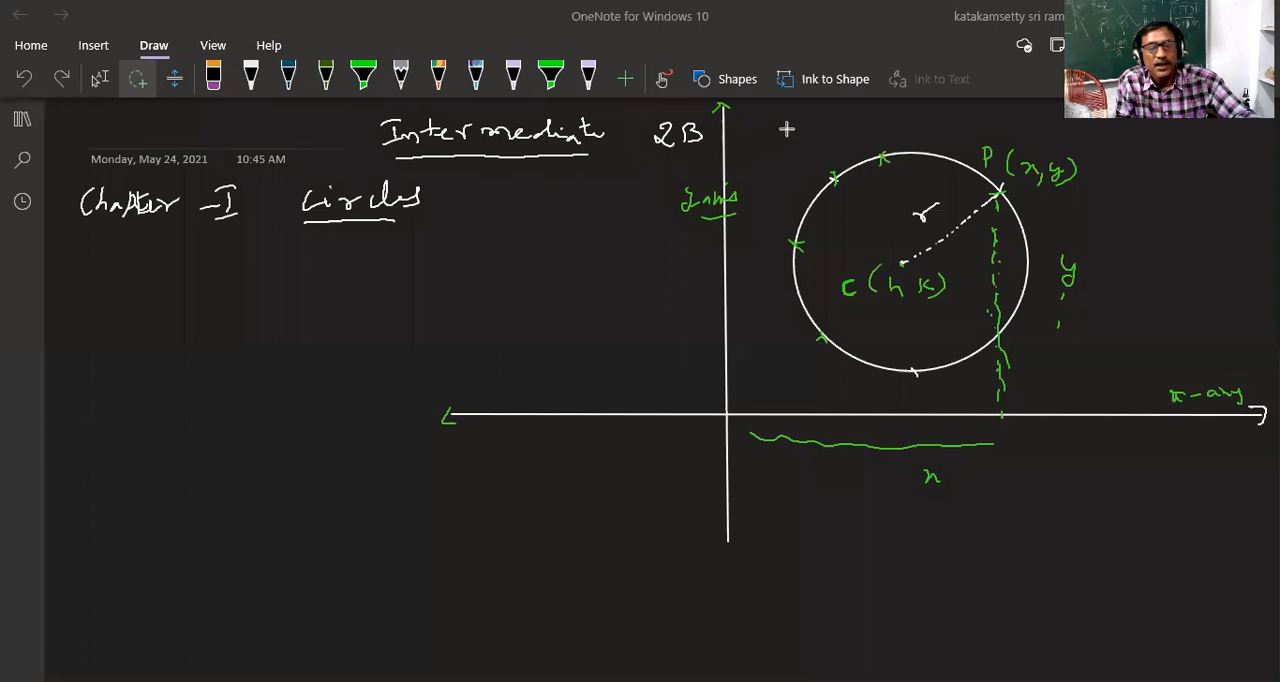 OneNote for Windows 10
katakamsetty sri ram
Home Insert Draw View Help
Shapes Ink to Shape Ink to Text
Intermediate 2B
Monday, May 24, 2021 10:45 AM
Chapter - I Circles
P (x, y)
r
C (h k)
y
x - axis
x